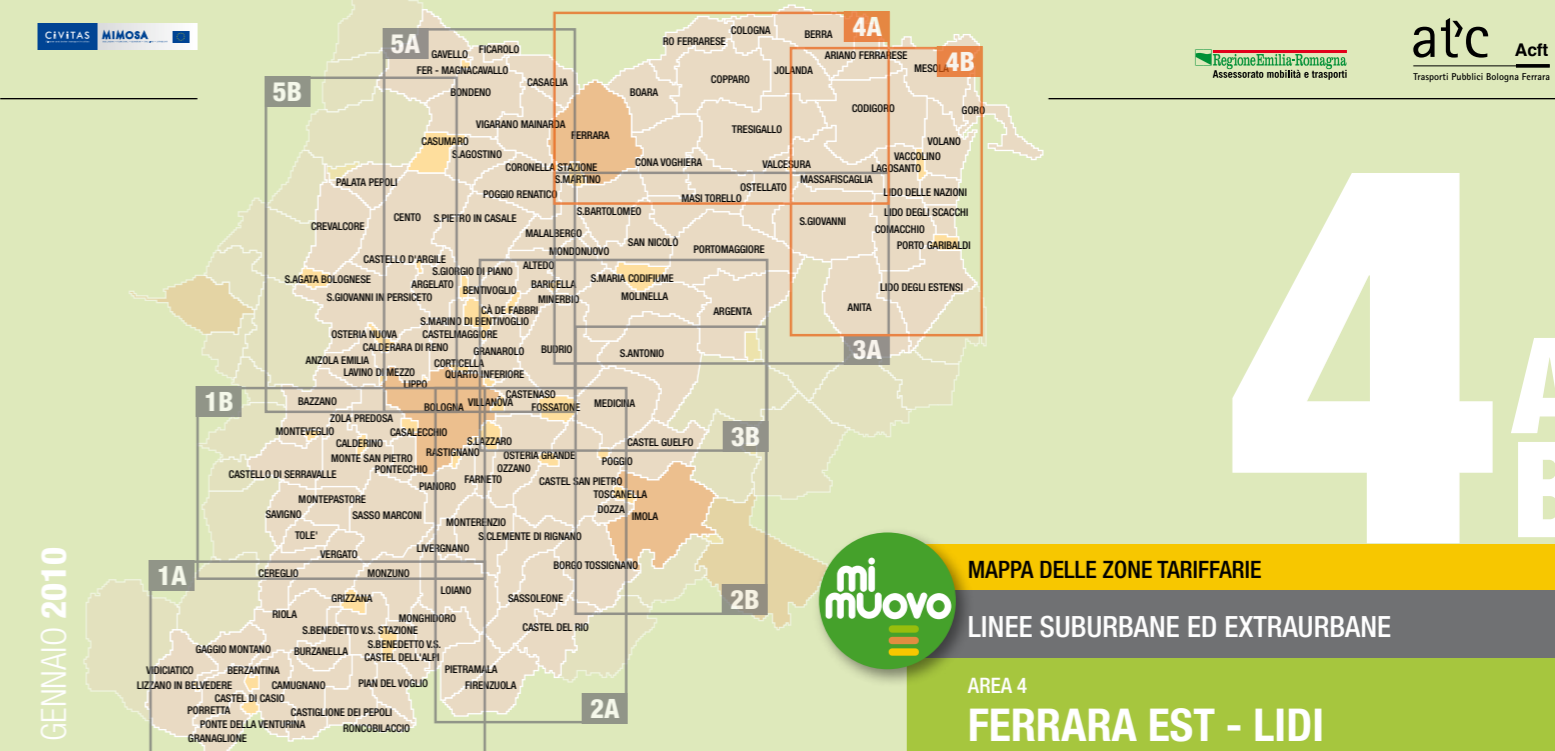 CIVITAS MIMOSA
RegioneEmilia-Romagna
Assessorato mobilità e trasporti
atc Acft
Trasporti Pubblici Bologna Ferrara
4A
4B
5A
5B
3A
3B
1B
1A
2B
2A
COLOGNA
BERRA
RO FERRARESE
FICAROLO
GAVELLO
ARIANO FERRARESE
FER - MAGNACAVALLO
MESOLA
JOLANDA
COPPARO
CASAGLIA
BONDENO
BOARA
CODIGORO
GORO
VIGARANO MAINARDA
TRESIGALLO
FERRARA
CASUMARO
VOLANO
S.AGOSTINO
VACCOLINO
CONA VOGHIERA
VALCESURA
CORONELLA STAZIONE
LAGOSANTO
S.MARTINO
MASSAFISCAGLIA
PALATA PEPOLI
OSTELLATO
POGGIO RENATICO
LIDO DELLE NAZIONI
MASI TORELLO
S.BARTOLOMEO
LIDO DEGLI SCACCHI
CENTO
S.PIETRO IN CASALE
S.GIOVANNI
CREVALCORE
COMACCHIO
MALALBERGO
SAN NICOLÒ
PORTO GARIBALDI
PORTOMAGGIORE
MONDONUOVO
CASTELLO D'ARGILE
ALTEDO
S.GIORGIO DI PIANO
S.AGATA BOLOGNESE
S.MARIA CODIFIUME
ARGELATO
BARICELLA
LIDO DEGLI ESTENSI
BENTIVOGLIO
S.GIOVANNI IN PERSICETO
MOLINELLA
MINERBIO
ANITA
CÀ DE FABBRI
ARGENTA
S.MARINO DI BENTIVOGLIO
OSTERIA NUOVA
CASTELMAGGIORE
CALDERARA DI RENO
GRANAROLO
BUDRIO
S.ANTONIO
ANZOLA EMILIA
CORTICELLA
LAVINO DI MEZZO
QUARTO INFERIORE
LIPPO
CASTENASO
BAZZANO
VILLANOVA
MEDICINA
BOLOGNA
FOSSATONE
ZOLA PREDOSA
MONTEVEGLIO
CASALECCHIO
CALDERINO
S.LAZZARO
CASTEL GUELFO
RASTIGNANO
OSTERIA GRANDE
MONTE SAN PIETRO
POGGIO
PONTECCHIO
OZZANO
CASTELLO DI SERRAVALLE
FARNETO
CASTEL SAN PIETRO
PIANORO
TOSCANELLA
MONTEPASTORE
DOZZA
SAVIGNO
SASSO MARCONI
IMOLA
MONTERENZIO
TOLE'
S.CLEMENTE DI RIGNANO
LIVERGNANO
VERGATO
BORGO TOSSIGNANO
CEREGLIO
MONZUNO
LOIANO
GRIZZANA
SASSOLEONE
RIOLA
MONGHIDORO
CASTEL DEL RIO
S.BENEDETTO V.S. STAZIONE
S.BENEDETTO V.S.
GAGGIO MONTANO
BURZANELLA
CASTEL DELL'ALPI
VIDICIATICO
BERZANTINA
PIETRAMALA
LIZZANO IN BELVEDERE
CAMUGNANO
PIAN DEL VOGLIO
FIRENZUOLA
CASTEL DI CASIO
PORRETTA
CASTIGLIONE DEI PEPOLI
PONTE DELLA VENTURINA
RONCOBILACCIO
GRANAGLIONE
GENNAIO 2010
4
A
B
mi
muovo
MAPPA DELLE ZONE TARIFFARIE
LINEE SUBURBANE ED EXTRAURBANE
AREA 4
FERRARA EST - LIDI